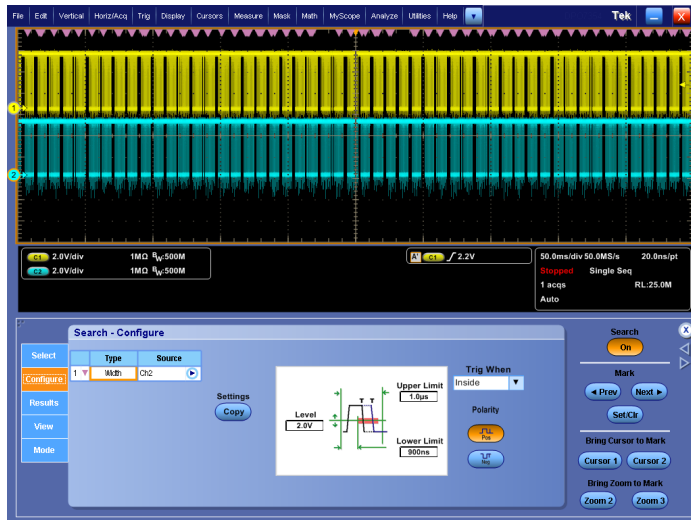 File Edit Vertical Horiz/Acq Trig Display Cursors Measure Mask Math MyScope Analyze Utilities Help Tek X
1
2
C1 2.0V/div 1MΩ BW:500M
C2 2.0V/div 1MΩ BW:500M
A' C1 2.2V
50.0ms/div 50.0MS/s 20.0ns/pt
Stopped Single Seq
1 acqs RL:25.0M
Auto
Search - Configure
Select
Configure
Results
View
Mode
Type Source
1 Width Ch2
Settings
Copy
Level
2.0V
T T
Upper Limit
1.0µs
Lower Limit
900ns
Trig When
Inside
Polarity
Pos
Neg
Search
On
X
Mark
Prev Next
Set/Clr
Bring Cursor to Mark
Cursor 1 Cursor 2
Bring Zoom to Mark
Zoom 2 Zoom 3